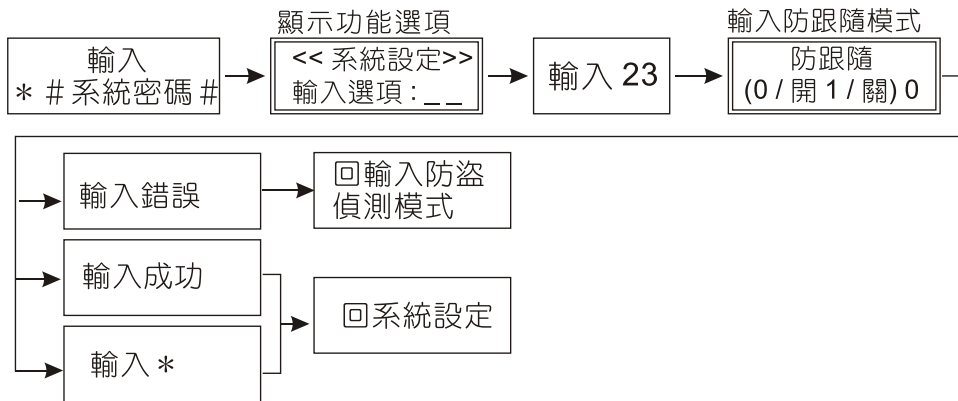 顯示功能選項
輸入防跟隨模式
輸入
＊＃系統密碼＃
<< 系統設定>>
輸入選項：_ _
輸入 23
防跟隨
(0 / 開 1 / 關) 0
輸入錯誤
回輸入防盜
偵測模式
輸入成功
回系統設定
輸入＊